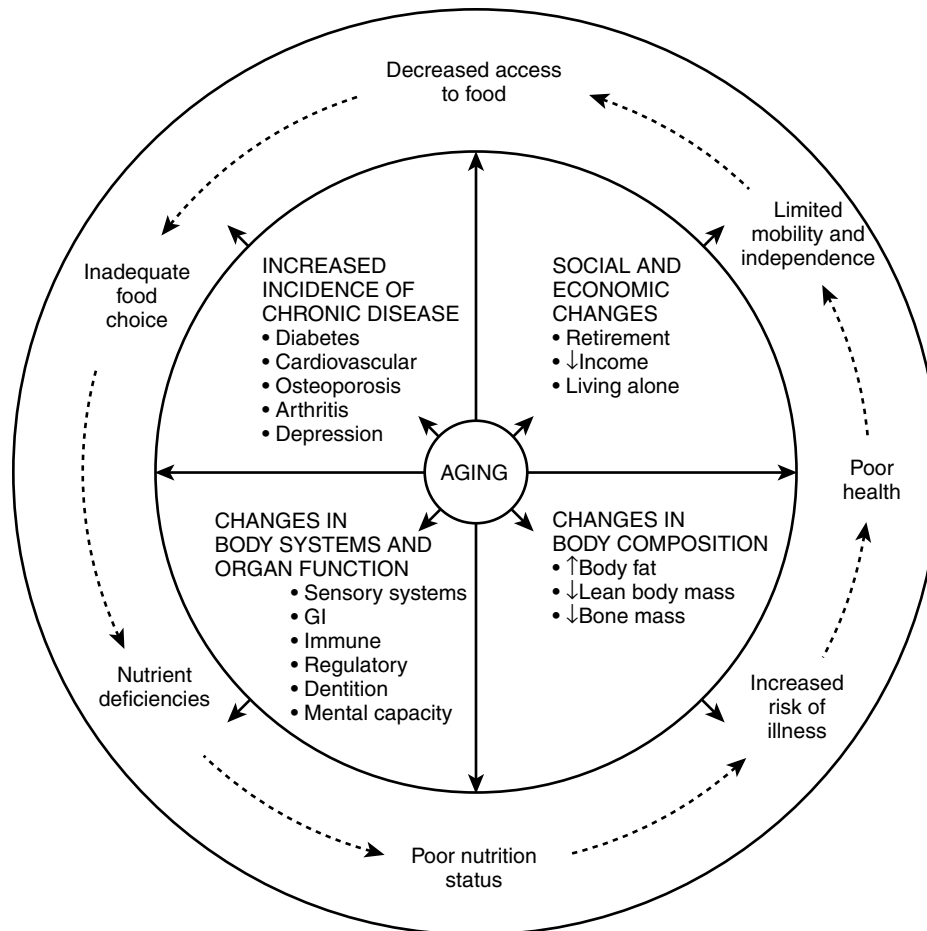 Decreased access
to food
Limited
mobility and
independence
Inadequate
food
choice
INCREASED
INCIDENCE OF
CHRONIC DISEASE
• Diabetes
• Cardiovascular
• Osteoporosis
• Arthritis
• Depression
SOCIAL AND
ECONOMIC
CHANGES
• Retirement
• ↓Income
• Living alone
AGING
Poor
health
CHANGES IN
BODY SYSTEMS AND
ORGAN FUNCTION
• Sensory systems
• GI
• Immune
• Regulatory
• Dentition
• Mental capacity
CHANGES IN
BODY COMPOSITION
• ↑Body fat
• ↓Lean body mass
• ↓Bone mass
Nutrient
deficiencies
Increased
risk of
illness
Poor nutrition
status